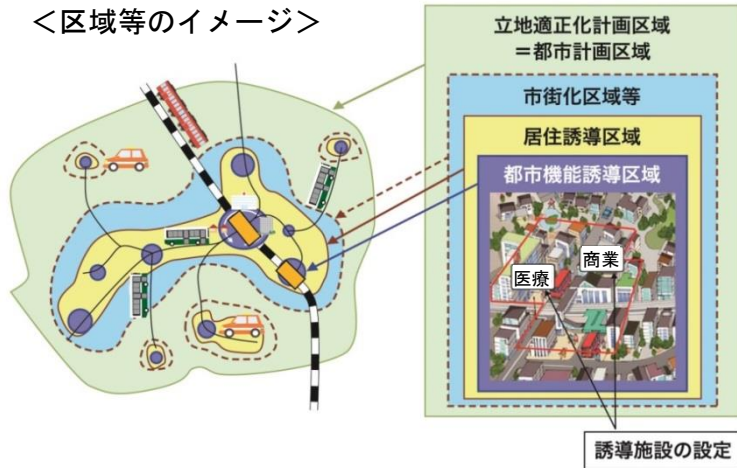 ＜区域等のイメージ＞
立地適正化計画区域
＝都市計画区域
市街化区域等
居住誘導区域
都市機能誘導区域
医療
商業
誘導施設の設定